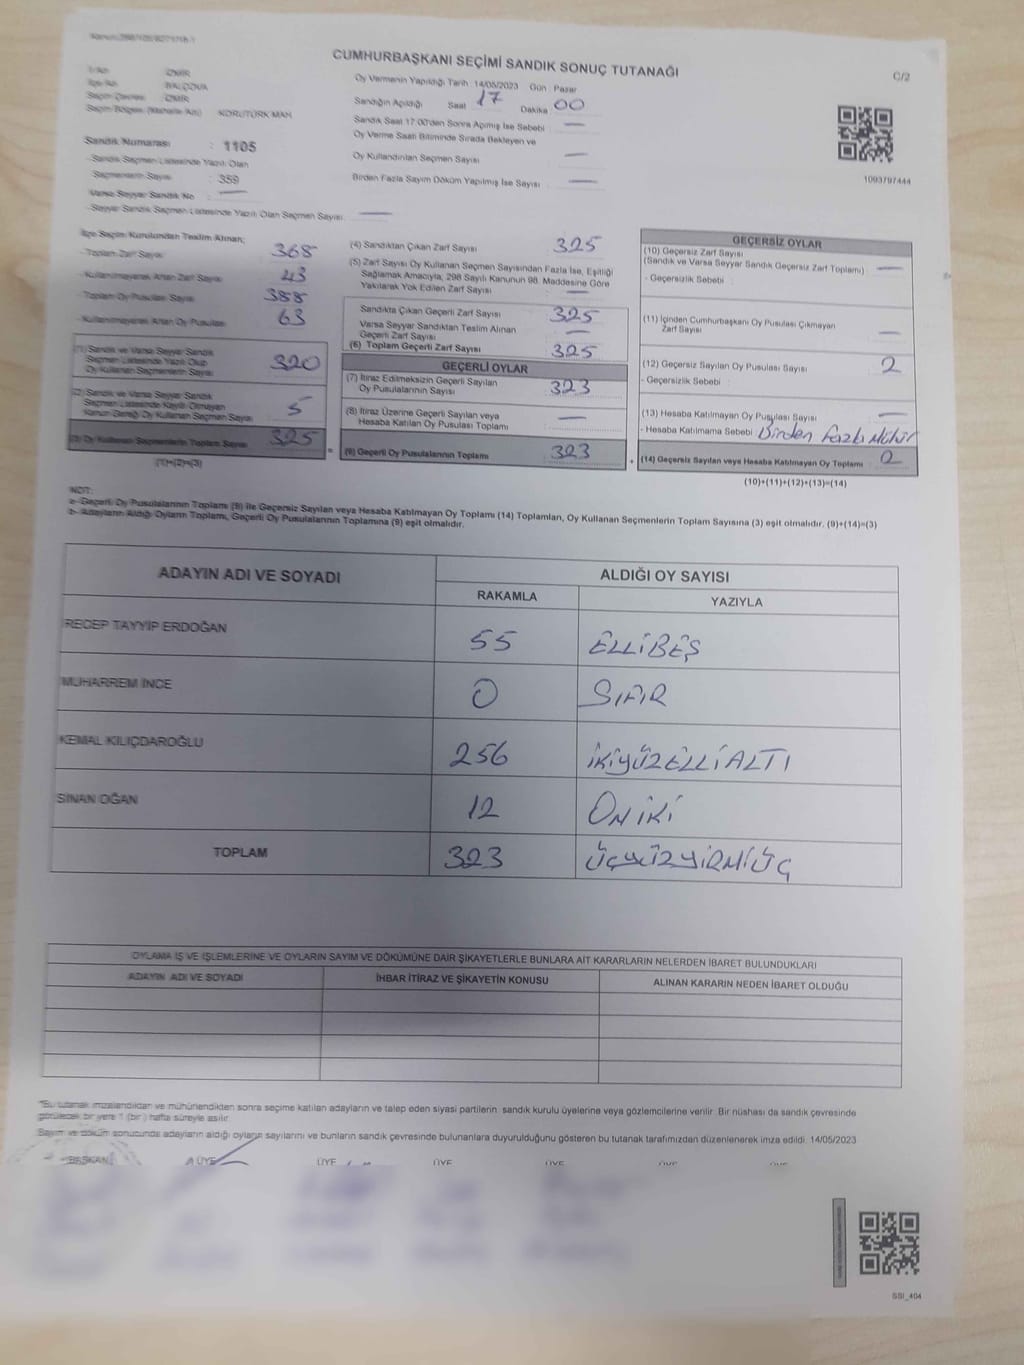 CUMHURBAŞKANI SEÇİMİ SANDIK SONUÇ TUTANAĞI
C/2
İli Adı : İZMİR
İlçe Adı : BALÇOVA
Seçim Çevresi : İZMİR
Seçim Bölgesi (Mahalle Adı) : KORUTÜRK MAH
Sandık Numarası : 1105
- Sandık Seçmen Listesinde Yazılı Olan
Seçmenlerin Sayısı : 359
Varsa Seyyar Sandık No : —
- Seyyar Sandık Seçmen Listesinde Yazılı Olan Seçmen Sayısı : —
Oy Vermenin Yapıldığı Tarih : 14/05/2023 Gün : Pazar
Sandığın Açıldığı Saat 17 Dakika 00
Sandık Saat 17:00'den Sonra Açılmış İse Sebebi —
Oy Verme Saati Bitiminde Sırada Bekleyen ve
Oy Kullandırılan Seçmen Sayısı —
Birden Fazla Sayım Döküm Yapılmış İse Sayısı —
1093797444
İlçe Seçim Kurulundan Teslim Alınan;
- Toplam Zarf Sayısı 368
- Kullanılmayarak Artan Zarf Sayısı 43
- Toplam Oy Pusulası Sayısı 388
- Kullanılmayarak Artan Oy Pusulası 63
(1) Sandık ve Varsa Seyyar Sandık
Seçmen Listesinde Yazılı Olup
Oy Kullanan Seçmenlerin Sayısı 320
(2) Sandık ve Varsa Seyyar Sandık
Seçmen Listesinde Kayıtlı Olmayan
Kanun Gereği Oy Kullanan Seçmen Sayısı 5
(3) Oy Kullanan Seçmenlerin Toplam Sayısı 325
(1)+(2)=(3)
(4) Sandıktan Çıkan Zarf Sayısı 325
(5) Zarf Sayısı Oy Kullanan Seçmen Sayısından Fazla İse, Eşitliği
Sağlamak Amacıyla, 298 Sayılı Kanunun 98. Maddesine Göre
Yakılarak Yok Edilen Zarf Sayısı —
Sandıkta Çıkan Geçerli Zarf Sayısı 325
Varsa Seyyar Sandıktan Teslim Alınan
Geçerli Zarf Sayısı —
(6) Toplam Geçerli Zarf Sayısı 325
GEÇERLİ OYLAR
(7) İtiraz Edilmeksizin Geçerli Sayılan
Oy Pusulalarının Sayısı 323
(8) İtiraz Üzerine Geçerli Sayılan veya
Hesaba Katılan Oy Pusulası Toplamı —
(9) Geçerli Oy Pusulalarının Toplamı 323
GEÇERSİZ OYLAR
(10) Geçersiz Zarf Sayısı
(Sandık ve Varsa Seyyar Sandık Geçersiz Zarf Toplamı) —
- Geçersizlik Sebebi :
(11) İçinden Cumhurbaşkanı Oy Pusulası Çıkmayan
Zarf Sayısı —
(12) Geçersiz Sayılan Oy Pusulası Sayısı 2
- Geçersizlik Sebebi :
(13) Hesaba Katılmayan Oy Pusulası Sayısı —
- Hesaba Katılmama Sebebi Birden fazla Mühür
(14) Geçersiz Sayılan veya Hesaba Katılmayan Oy Toplamı 2
(10)+(11)+(12)+(13)=(14)
NOT:
a- Geçerli Oy Pusulalarının Toplamı (9) ile Geçersiz Sayılan veya Hesaba Katılmayan Oy Toplamı (14) Toplamları, Oy Kullanan Seçmenlerin Toplam Sayısına (3) eşit olmalıdır. (9)+(14)=(3)
b- Adayların Aldığı Oyların Toplamı, Geçerli Oy Pusulalarının Toplamına (9) eşit olmalıdır.
ADAYIN ADI VE SOYADI
ALDIĞI OY SAYISI
RAKAMLA YAZIYLA
RECEP TAYYİP ERDOĞAN 55 ELLİBEŞ
MUHARREM İNCE 0 SIFIR
KEMAL KILIÇDAROĞLU 256 İKİYÜZELLİALTI
SİNAN OĞAN 12 ONİKİ
TOPLAM 323 ÜÇYÜZYİRMİÜÇ
OYLAMA İŞ VE İŞLEMLERİNE VE OYLARIN SAYIM VE DÖKÜMÜNE DAİR ŞİKAYETLERLE BUNLARA AİT KARARLARIN NELERDEN İBARET BULUNDUKLARI
ADAYIN ADI VE SOYADI İHBAR İTİRAZ VE ŞİKAYETİN KONUSU ALINAN KARARIN NEDEN İBARET OLDUĞU
*Bu tutanak imzalandıktan ve mühürlendikten sonra seçime katılan adayların ve talep eden siyasi partilerin sandık kurulu üyelerine veya gözlemcilerine verilir. Bir nüshası da sandık çevresinde
görülecek bir yere 1 (bir) hafta süreyle asılır.
Sayım ve döküm sonucunda adayların aldığı oyların sayılarını ve bunların sandık çevresinde bulunanlara duyurulduğunu gösteren bu tutanak tarafımızdan düzenlenerek imza edildi. 14/05/2023
BAŞKAN ÜYE ÜYE ÜYE ÜYE ÜYE ÜYE
SSI_404